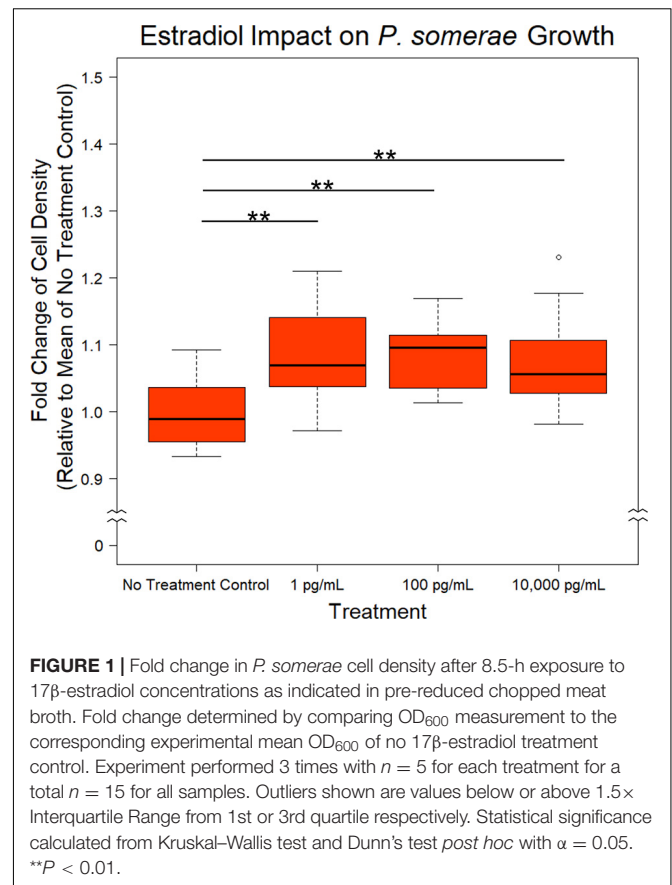 Estradiol Impact on P. somerae Growth
Fold Change of Cell Density
(Relative to Mean of No Treatment Control)
1.5
1.4
1.3
1.2
1.1
1.0
0.9
0
**
**
**
No Treatment Control 1 pg/mL 100 pg/mL 10,000 pg/mL
Treatment
FIGURE 1 | Fold change in P. somerae cell density after 8.5-h exposure to
17β-estradiol concentrations as indicated in pre-reduced chopped meat
broth. Fold change determined by comparing OD600 measurement to the
corresponding experimental mean OD600 of no 17β-estradiol treatment
control. Experiment performed 3 times with n = 5 for each treatment for a
total n = 15 for all samples. Outliers shown are values below or above 1.5×
Interquartile Range from 1st or 3rd quartile respectively. Statistical significance
calculated from Kruskal–Wallis test and Dunn's test post hoc with α = 0.05.
**P < 0.01.